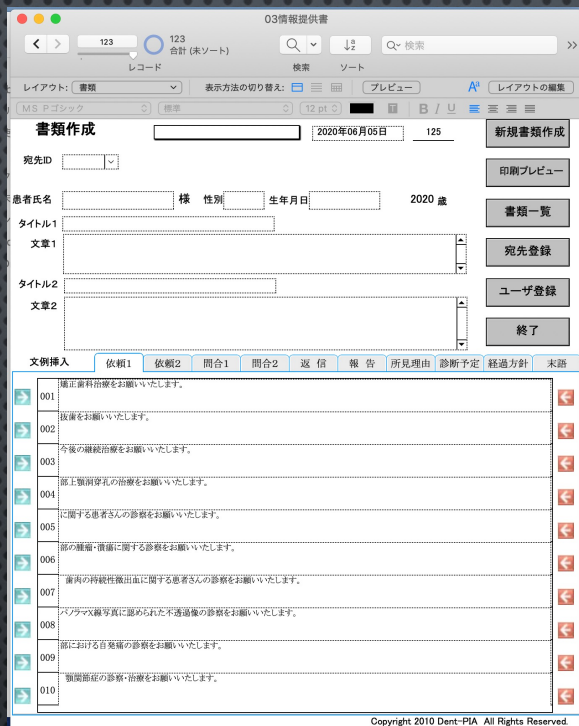 03情報提供書
123
123
合計 (未ソート)
検索
レコード
検索
ソート
レイアウト: 書類
表示方法の切り替え:
プレビュー
Aa
レイアウトの編集
MS Pゴシック
標準
12 pt
B
I
U
書類作成
2020年06月05日
125
新規書類作成
宛先ID
印刷プレビュー
患者氏名
様
性別
生年月日
2020 歳
書類一覧
タイトル1
文章1
宛先登録
タイトル2
ユーザ登録
文章2
終了
文例挿入
依頼1
依頼2
問合1
問合2
返 信
報 告
所見理由
診断予定
経過方針
末語
001 矯正歯科治療をお願いいたします。
002 抜歯をお願いいたします。
003 今後の継続治療をお願いいたします。
004 部上顎洞穿孔の治療をお願いいたします。
005 に関する患者さんの診察をお願いいたします。
006 部の腫瘤・潰瘍に関する診察をお願いいたします。
007 歯肉の持続性微出血に関する患者さんの診察をお願いいたします。
008 パノラマX線写真に認められた不透過像の診察をお願いいたします。
009 部における自発痛の診察をお願いいたします。
010 顎関節症の診察・治療をお願いいたします。
Copyright 2010 Dent-PIA All Rights Reserved.